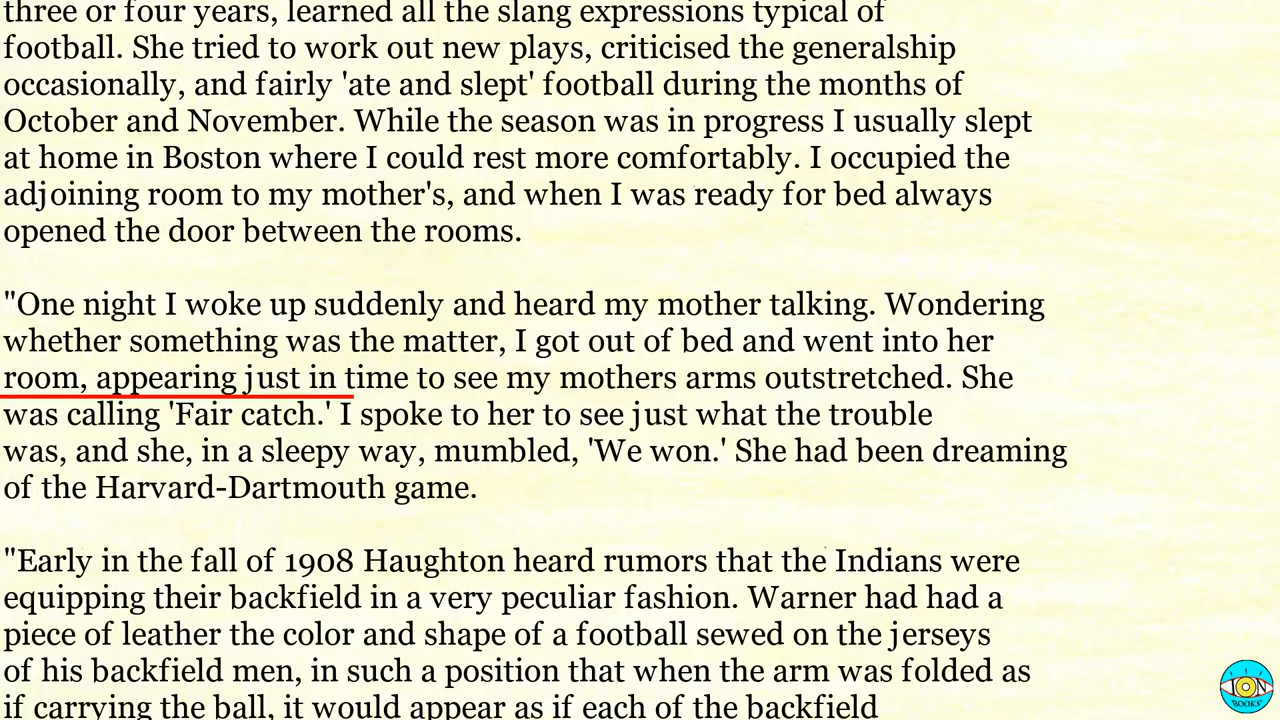 three or four years, learned all the slang expressions typical of
football. She tried to work out new plays, criticised the generalship
occasionally, and fairly 'ate and slept' football during the months of
October and November. While the season was in progress I usually slept
at home in Boston where I could rest more comfortably. I occupied the
adjoining room to my mother's, and when I was ready for bed always
opened the door between the rooms.
"One night I woke up suddenly and heard my mother talking. Wondering
whether something was the matter, I got out of bed and went into her
room, appearing just in time to see my mothers arms outstretched. She
was calling 'Fair catch.' I spoke to her to see just what the trouble
was, and she, in a sleepy way, mumbled, 'We won.' She had been dreaming
of the Harvard-Dartmouth game.
"Early in the fall of 1908 Haughton heard rumors that the Indians were
equipping their backfield in a very peculiar fashion. Warner had had a
piece of leather the color and shape of a football sewed on the jerseys
of his backfield men, in such a position that when the arm was folded as
if carrying the ball, it would appear as if each of the backfield
ION
BOOKS